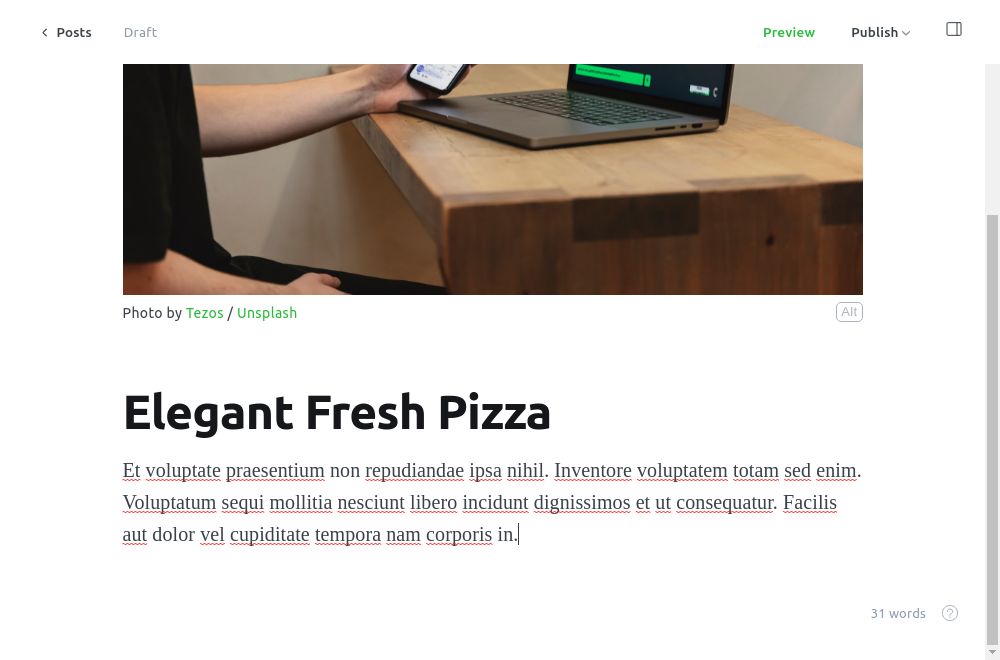 Posts
Draft
Preview
Publish
Photo by Tezos / Unsplash
Alt
Elegant Fresh Pizza
Et voluptate praesentium non repudiandae ipsa nihil. Inventore voluptatem totam sed enim.
Voluptatum sequi mollitia nesciunt libero incidunt dignissimos et ut consequatur. Facilis
aut dolor vel cupiditate tempora nam corporis in.
31 words
?